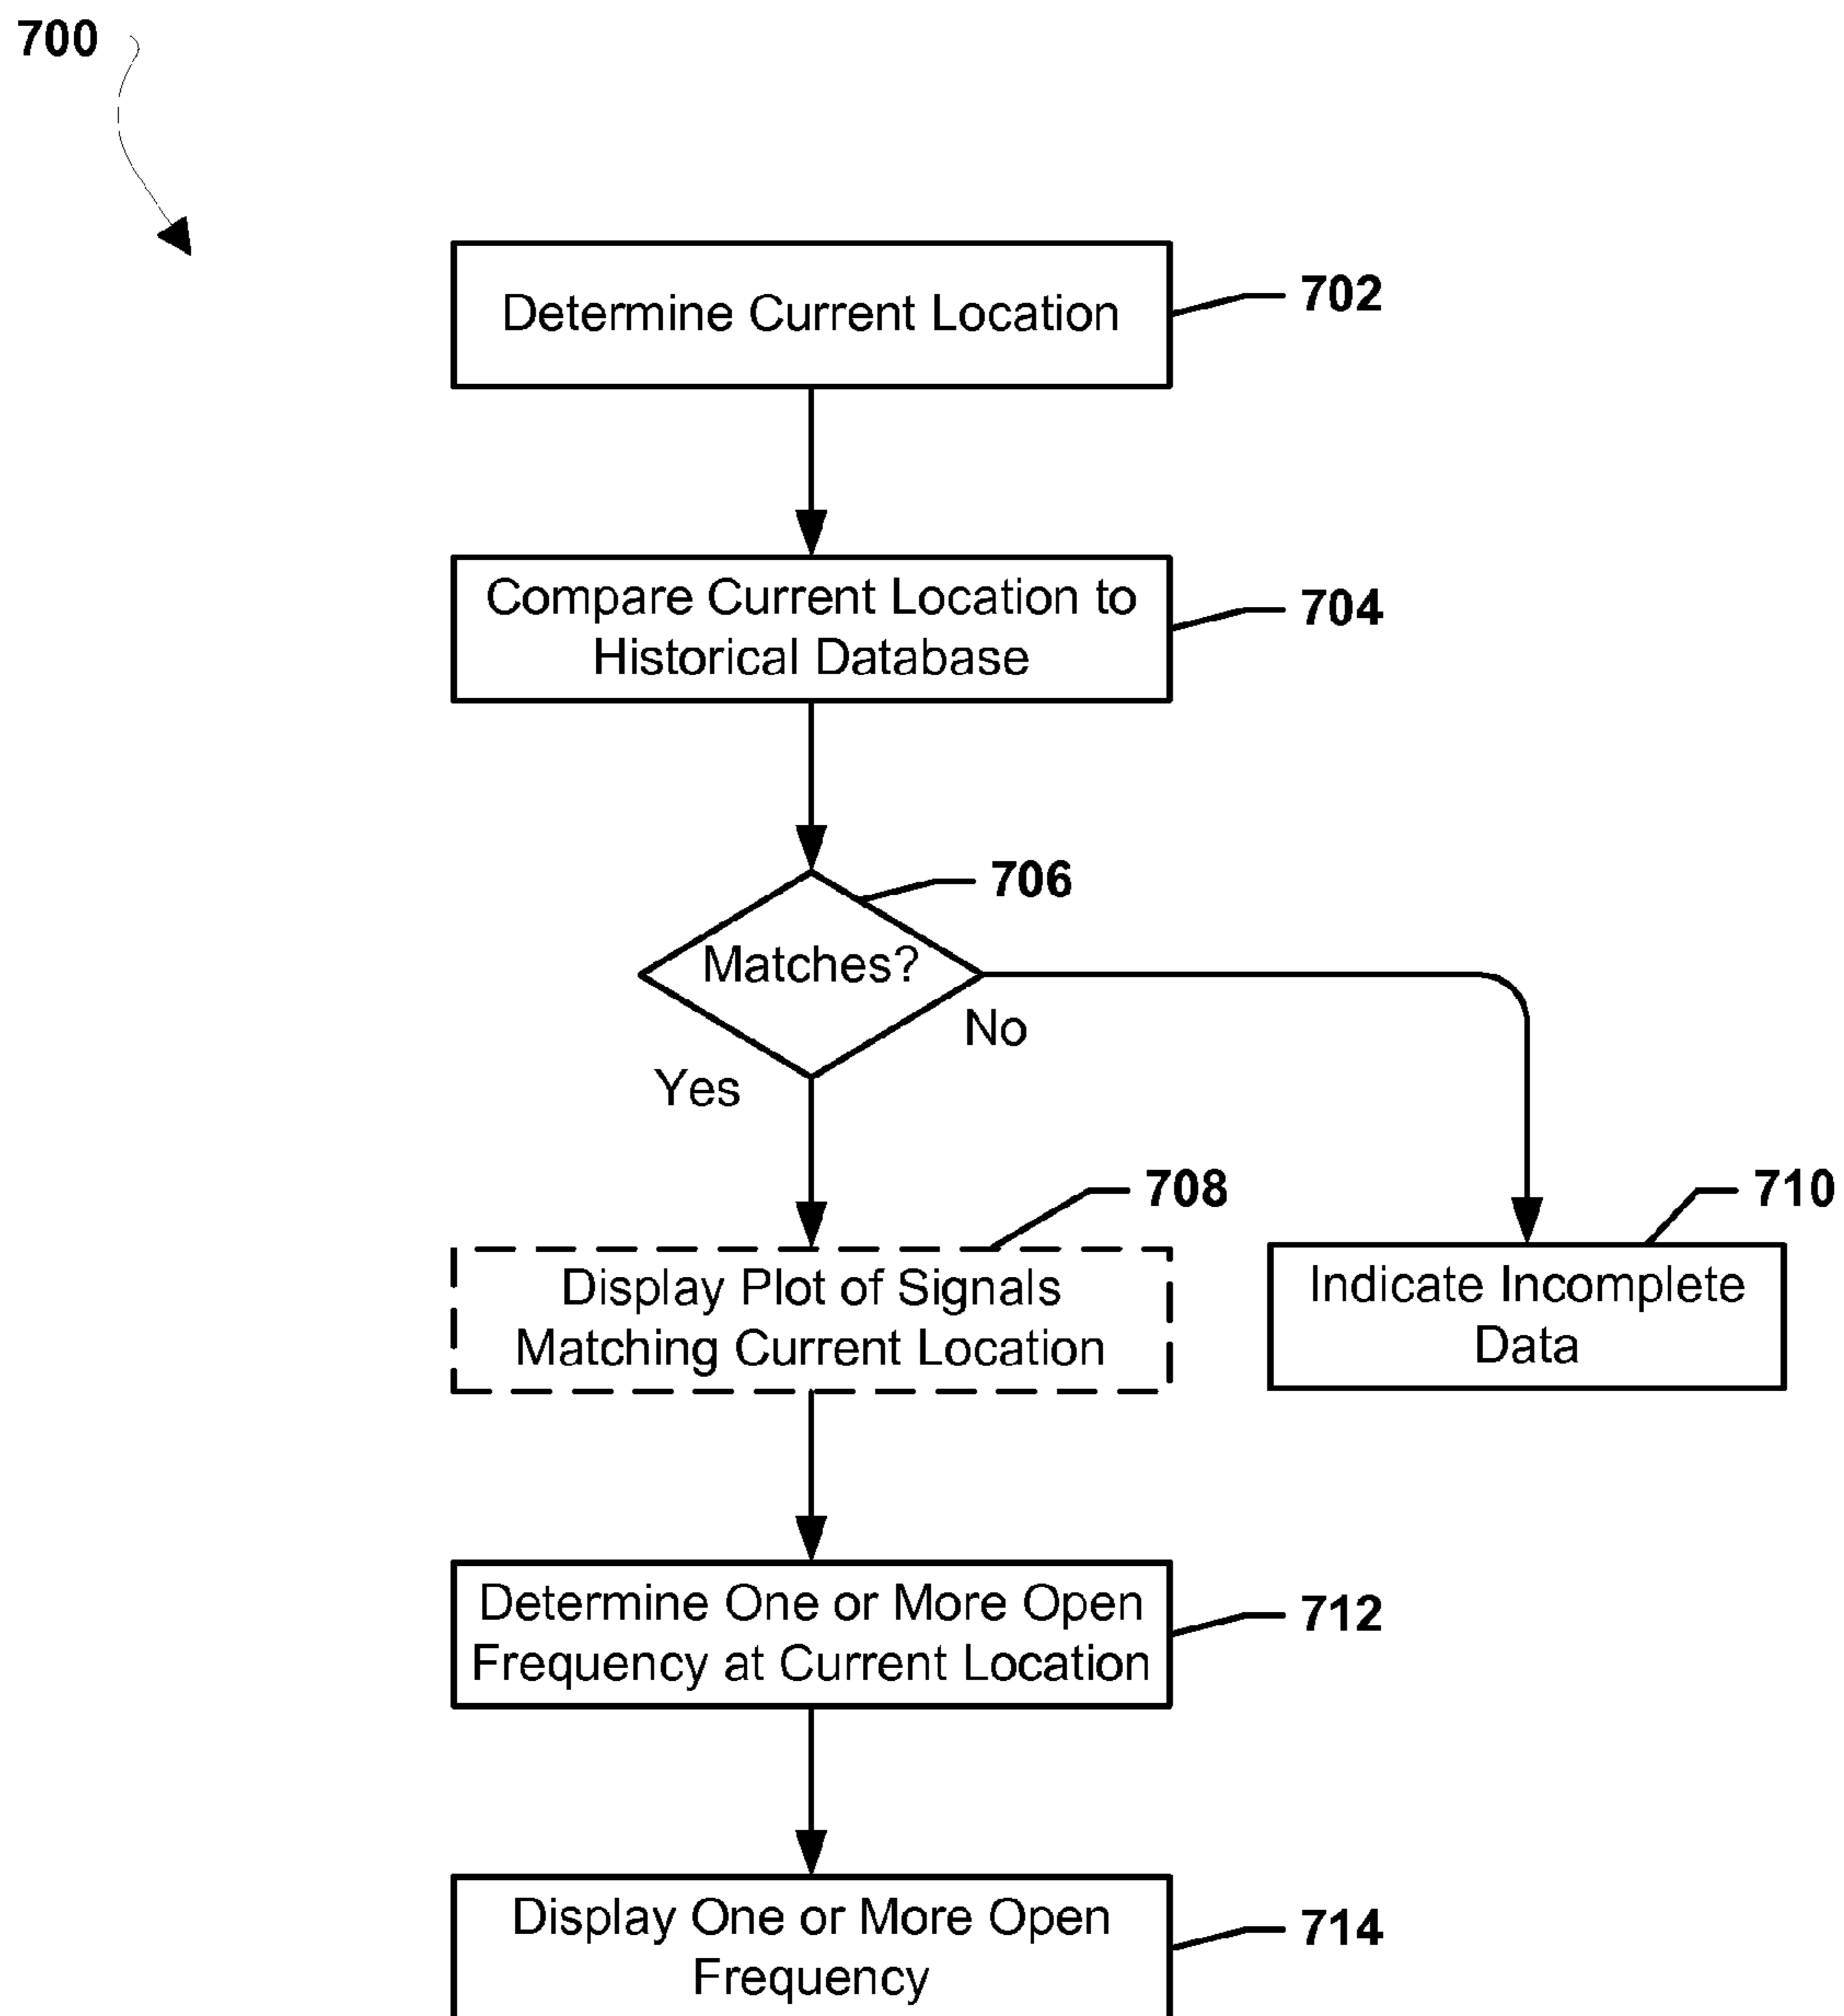 700
Determine Current Location
702
Compare Current Location to
Historical Database
704
706
Matches?
No
Yes
708
710
Display Plot of Signals
Matching Current Location
Indicate Incomplete
Data
Determine One or More Open
Frequency at Current Location
712
Display One or More Open
Frequency
714